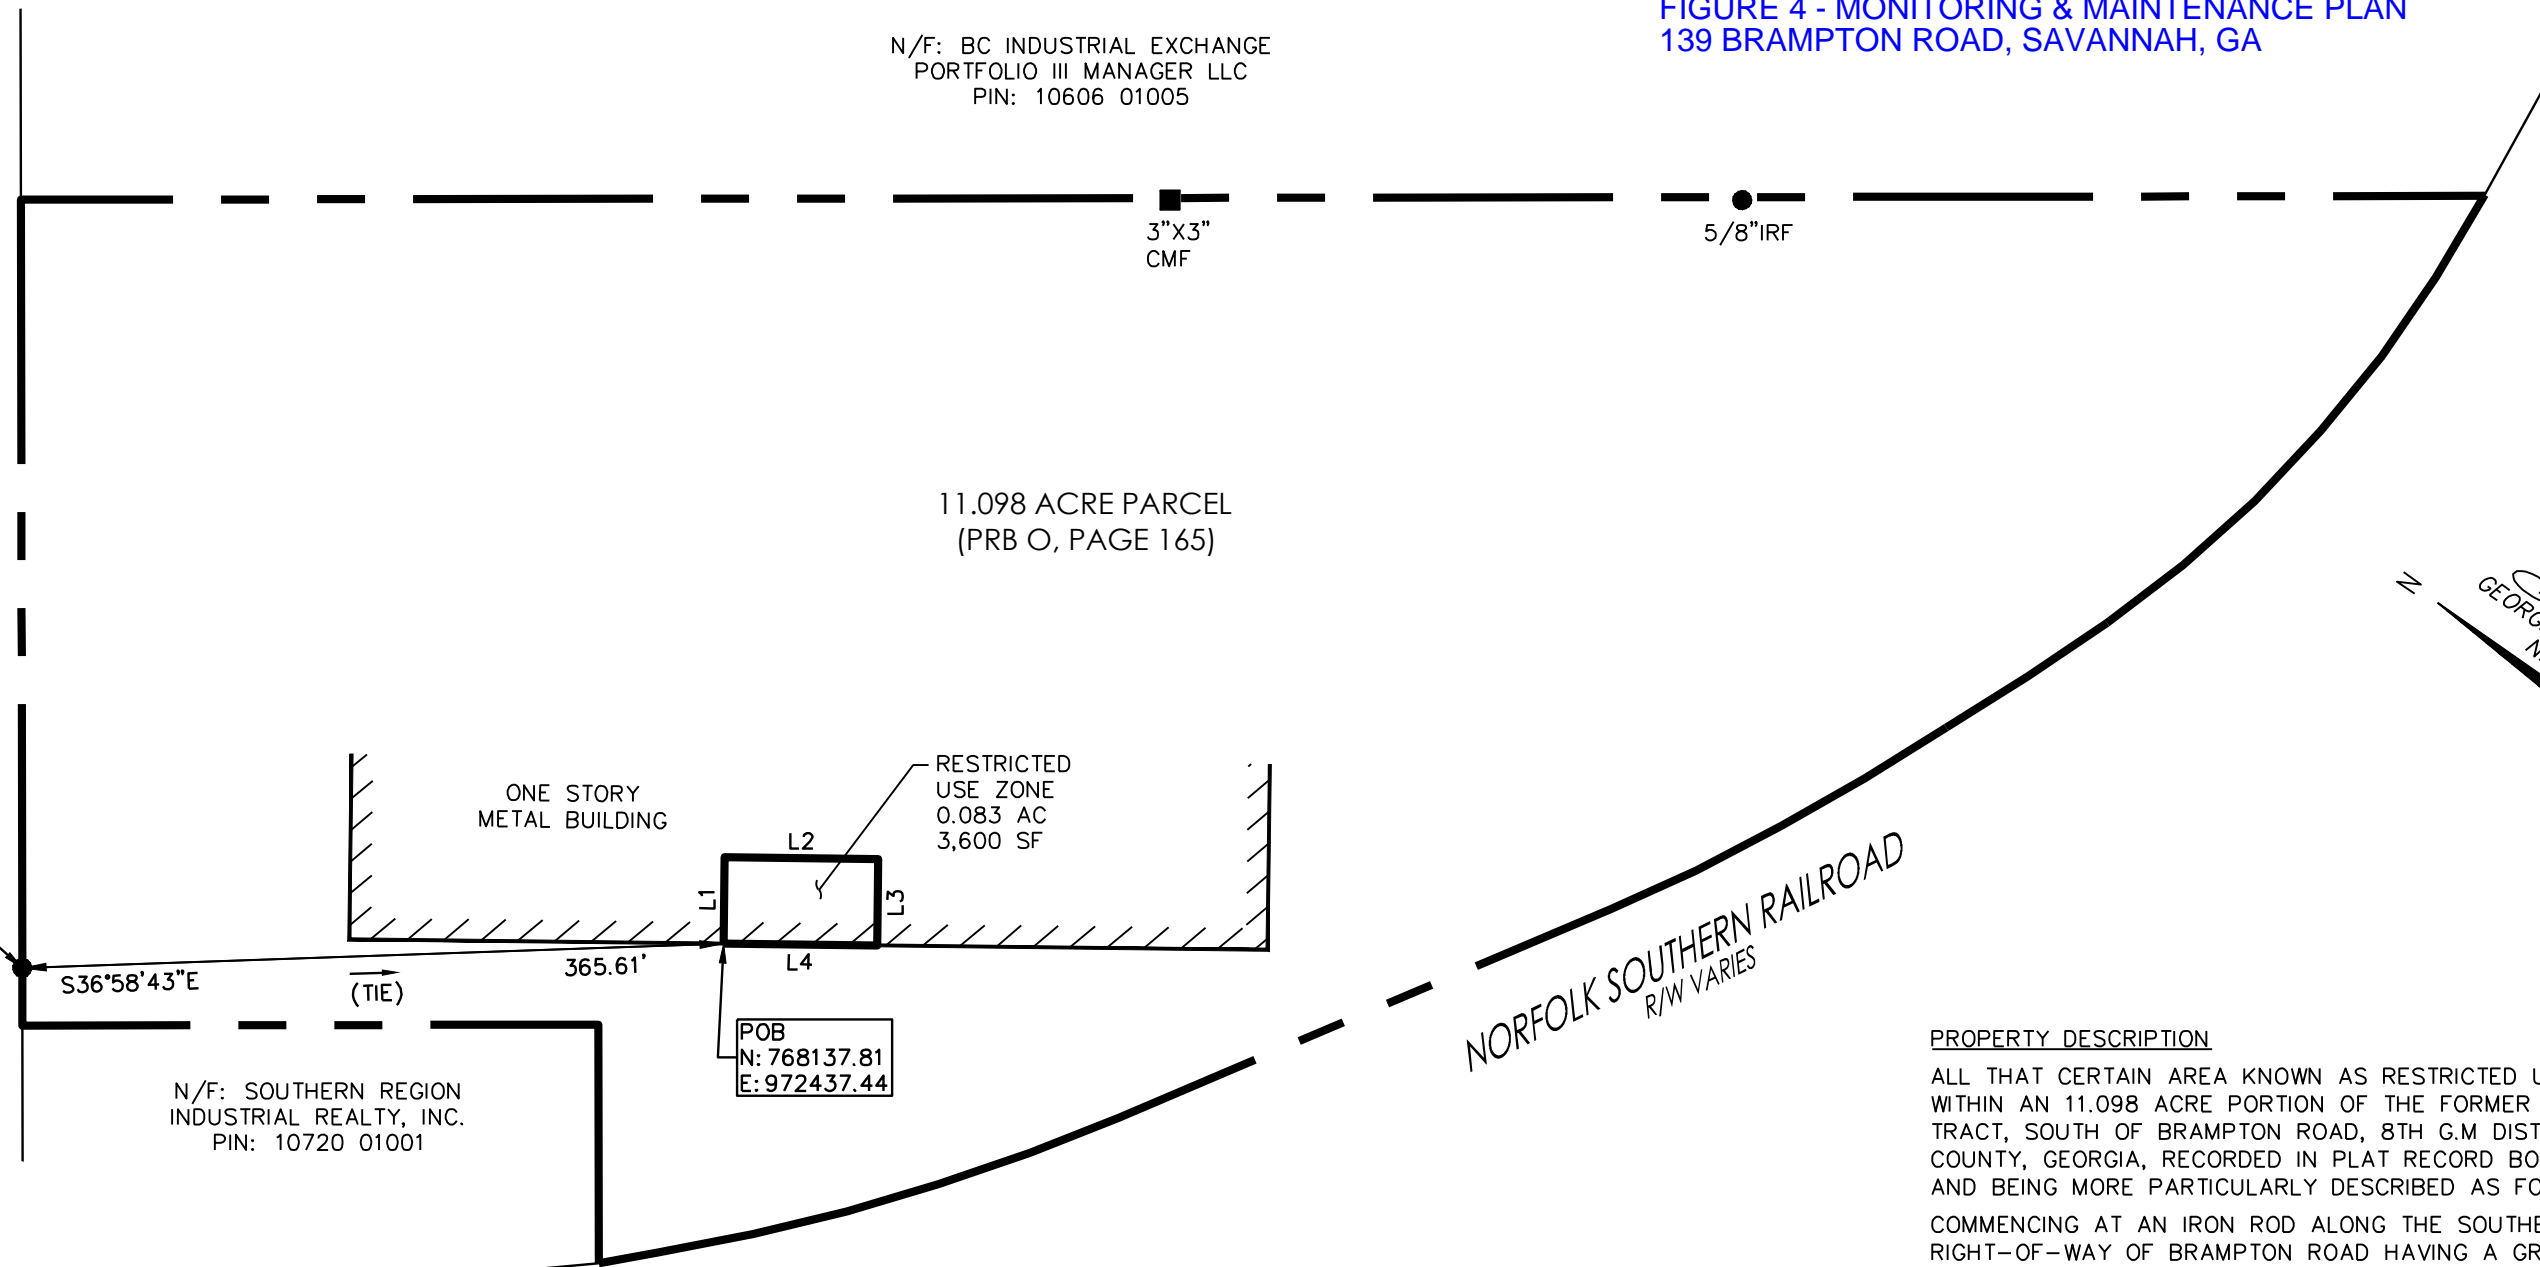 FIGURE 4 - MONITORING & MAINTENANCE PLAN
139 BRAMPTON ROAD, SAVANNAH, GA
N/F: BC INDUSTRIAL EXCHANGE
PORTFOLIO III MANAGER LLC
PIN: 10606 01005
3"X3"
CMF
5/8"IRF
11.098 ACRE PARCEL
(PRB O, PAGE 165)
N
ONE STORY
METAL BUILDING
RESTRICTED
USE ZONE
0.083 AC
3,600 SF
L2
L1
L3
L4
S36°58'43"E
(TIE)
365.61'
POB
N: 768137.81
E: 972437.44
NORFOLK SOUTHERN RAILROAD
R/W VARIES
N/F: SOUTHERN REGION
INDUSTRIAL REALTY, INC.
PIN: 10720 01001
PROPERTY DESCRIPTION
ALL THAT CERTAIN AREA KNOWN AS RESTRICTED
WITHIN AN 11.098 ACRE PORTION OF THE FORMER
TRACT, SOUTH OF BRAMPTON ROAD, 8TH G.M
COUNTY, GEORGIA, RECORDED IN PLAT RECORD
AND BEING MORE PARTICULARLY DESCRIBED AS
COMMENCING AT AN IRON ROD ALONG THE
RIGHT-OF-WAY OF BRAMPTON ROAD HAVING A